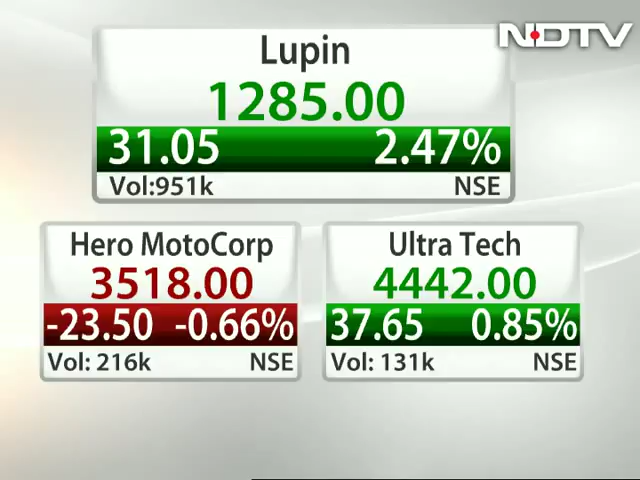 NDTV
Lupin
1285.00
31.05 2.47%
Vol:951k NSE
Hero MotoCorp
3518.00
-23.50 -0.66%
Vol: 216k NSE
Ultra Tech
4442.00
37.65 0.85%
Vol: 131k NSE